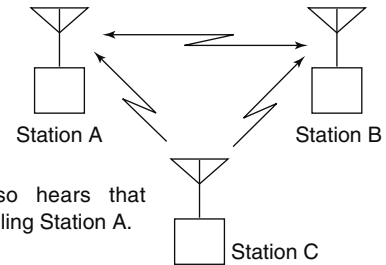 Station A
Station B
so hears that
ling Station A.
Station C